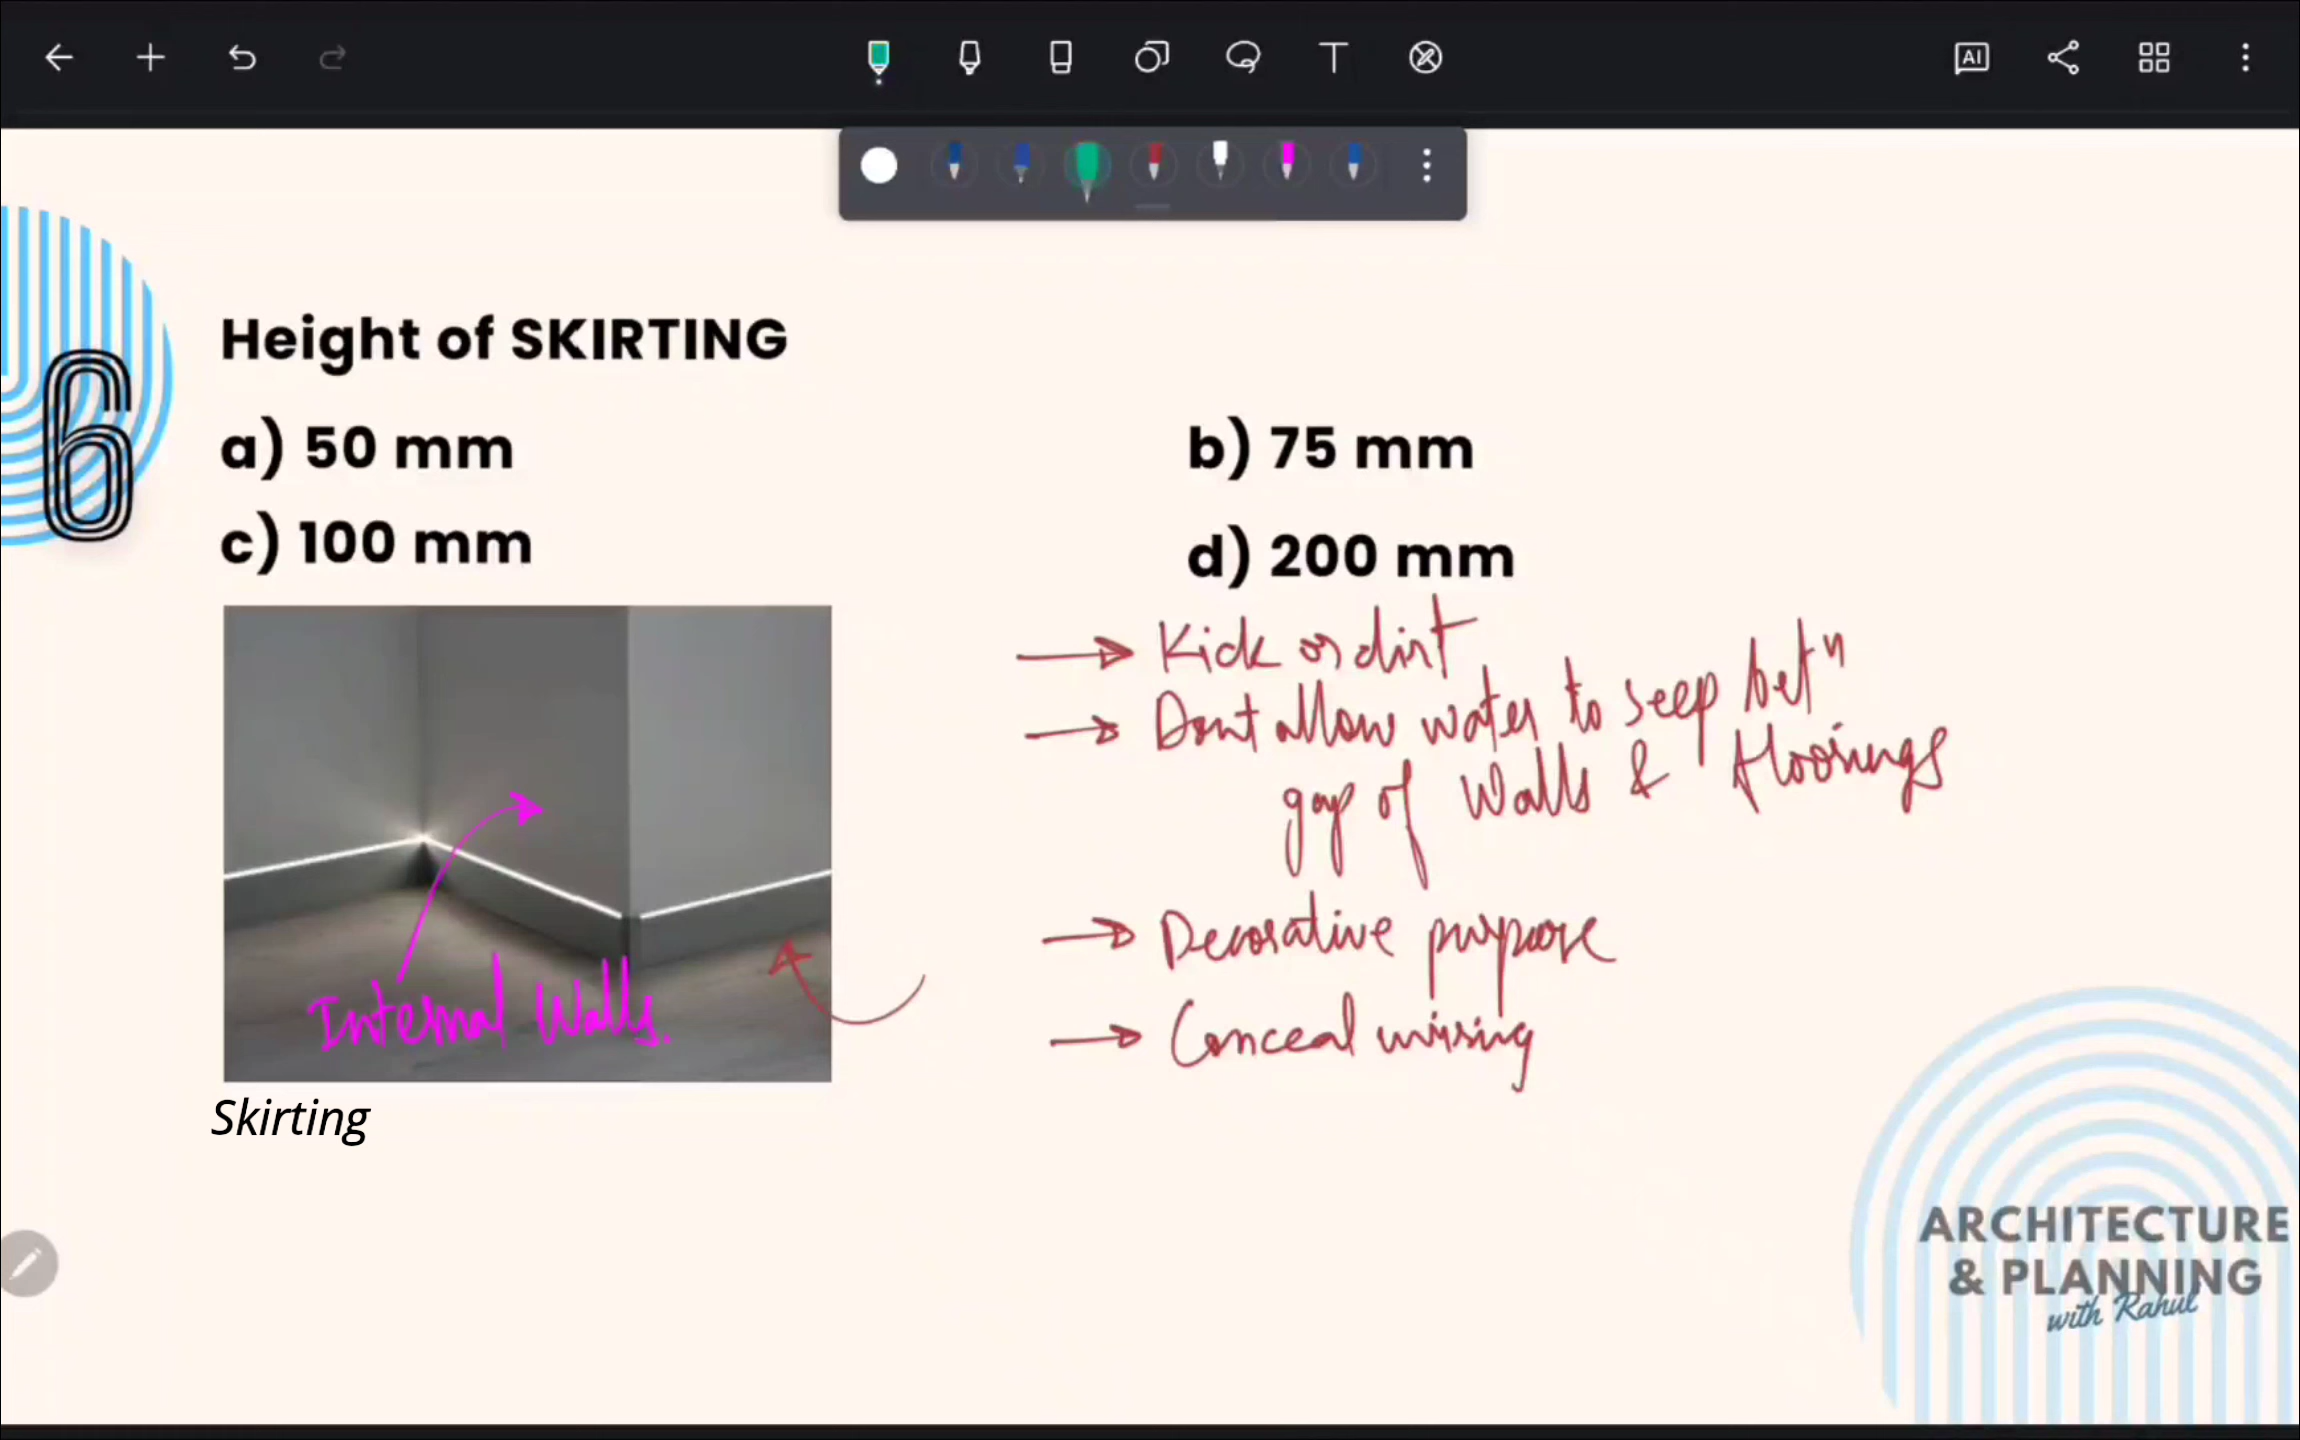 AI
6
Height of SKIRTING
a) 50 mm
b) 75 mm
c) 100 mm
d) 200 mm
Kick or dirt
Dont allow water to seep betn
gap of Walls & floorings
Decorative purpose
Conceal wiring
Internal Walls.
Skirting
ARCHITECTURE
& PLANNING
with Rahul